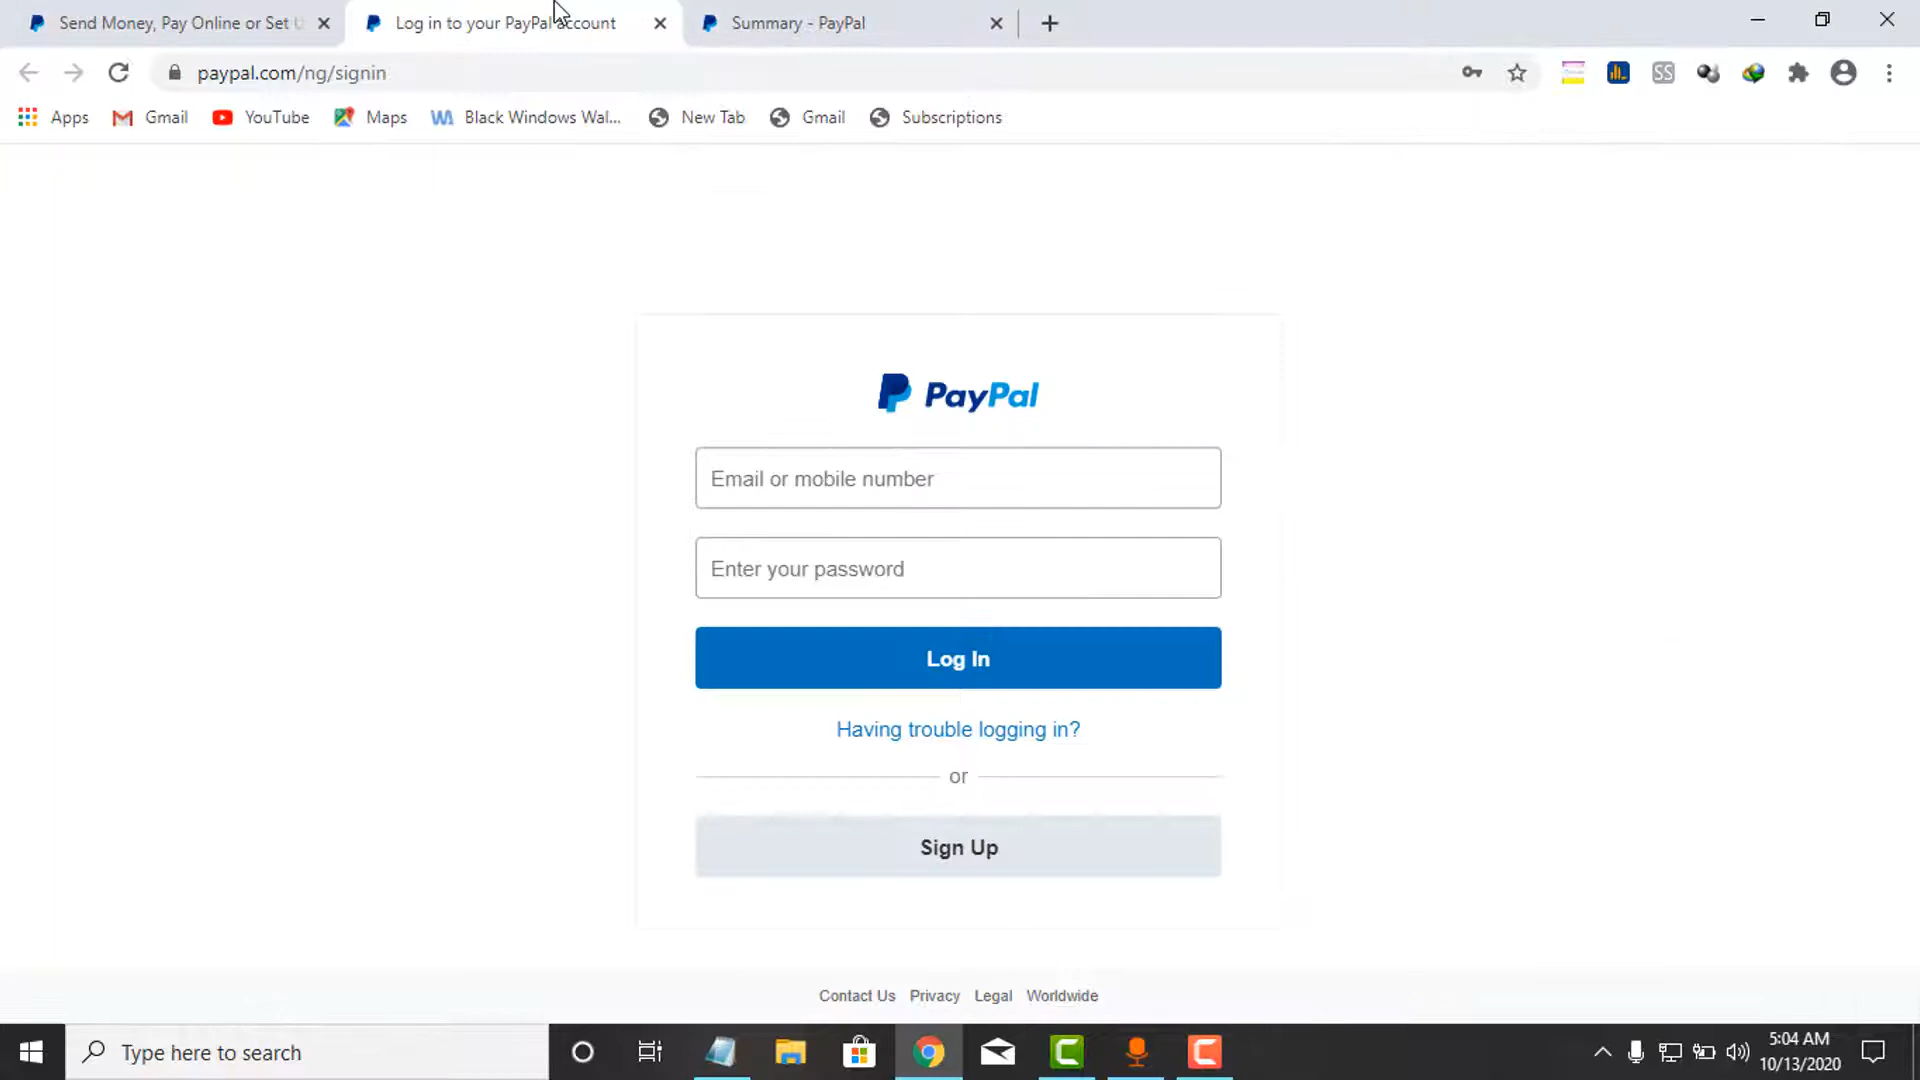 Send Money, Pay Online or Set U
Log in to your PayPal account
Summary - PayPal
paypal.com/ng/signin
SS
Apps
Gmail
YouTube
Maps
Black Windows Wal...
New Tab
Gmail
Subscriptions
PayPal
Email or mobile number
Enter your password
Log In
Having trouble logging in?
or
Sign Up
Contact Us Privacy Legal Worldwide
Type here to search
5:04 AM
10/13/2020